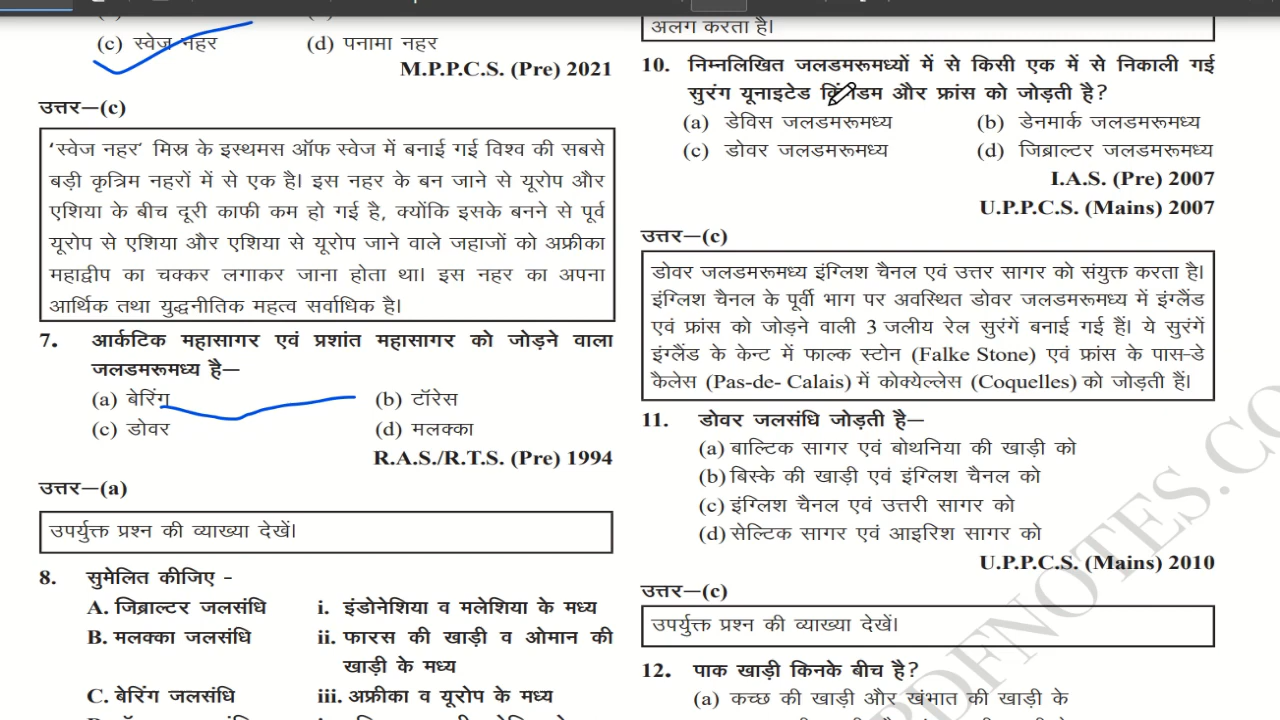 (c) स्वेज नहर (d) पनामा नहर
M.P.P.C.S. (Pre) 2021
उत्तर–(c)
‘स्वेज नहर’ मिस्र के इस्थमस ऑफ स्वेज में बनाई गई विश्व की सबसे
बड़ी कृत्रिम नहरों में से एक है। इस नहर के बन जाने से यूरोप और
एशिया के बीच दूरी काफी कम हो गई है, क्योंकि इसके बनने से पूर्व
यूरोप से एशिया और एशिया से यूरोप जाने वाले जहाजों को अफ्रीका
महाद्वीप का चक्कर लगाकर जाना होता था। इस नहर का अपना
आर्थिक तथा युद्धनीतिक महत्व सर्वाधिक है।
7. आर्कटिक महासागर एवं प्रशांत महासागर को जोड़ने वाला
जलडमरूमध्य है–
(a) बेरिंग (b) टॉरेस
(c) डोवर (d) मलक्का
R.A.S./R.T.S. (Pre) 1994
उत्तर–(a)
उपर्युक्त प्रश्न की व्याख्या देखें।
8. सुमेलित कीजिए -
A. जिब्राल्टर जलसंधि i. इंडोनेशिया व मलेशिया के मध्य
B. मलक्का जलसंधि ii. फारस की खाड़ी व ओमान की
खाड़ी के मध्य
C. बेरिंग जलसंधि iii. अफ्रीका व यूरोप के मध्य
अलग करता है।
10. निम्नलिखित जलडमरूमध्यों में से किसी एक में से निकाली गई
सुरंग यूनाइटेड किंगडम और फ्रांस को जोड़ती है?
(a) डेविस जलडमरूमध्य (b) डेनमार्क जलडमरूमध्य
(c) डोवर जलडमरूमध्य (d) जिब्राल्टर जलडमरूमध्य
I.A.S. (Pre) 2007
U.P.P.C.S. (Mains) 2007
उत्तर–(c)
डोवर जलडमरूमध्य इंग्लिश चैनल एवं उत्तर सागर को संयुक्त करता है।
इंग्लिश चैनल के पूर्वी भाग पर अवस्थित डोवर जलडमरूमध्य में इंग्लैंड
एवं फ्रांस को जोड़ने वाली 3 जलीय रेल सुरंगें बनाई गई हैं। ये सुरंगें
इंग्लैंड के केन्ट में फाल्क स्टोन (Falke Stone) एवं फ्रांस के पास-डे
कैलेस (Pas-de- Calais) में कोक्येल्लेस (Coquelles) को जोड़ती हैं।
11. डोवर जलसंधि जोड़ती है–
(a) बाल्टिक सागर एवं बोथनिया की खाड़ी को
(b) बिस्के की खाड़ी एवं इंग्लिश चैनल को
(c) इंग्लिश चैनल एवं उत्तरी सागर को
(d) सेल्टिक सागर एवं आइरिश सागर को
U.P.P.C.S. (Mains) 2010
उत्तर–(c)
उपर्युक्त प्रश्न की व्याख्या देखें।
12. पाक खाड़ी किनके बीच है?
(a) कच्छ की खाड़ी और खंभात की खाड़ी के
PDFNOTES.CO